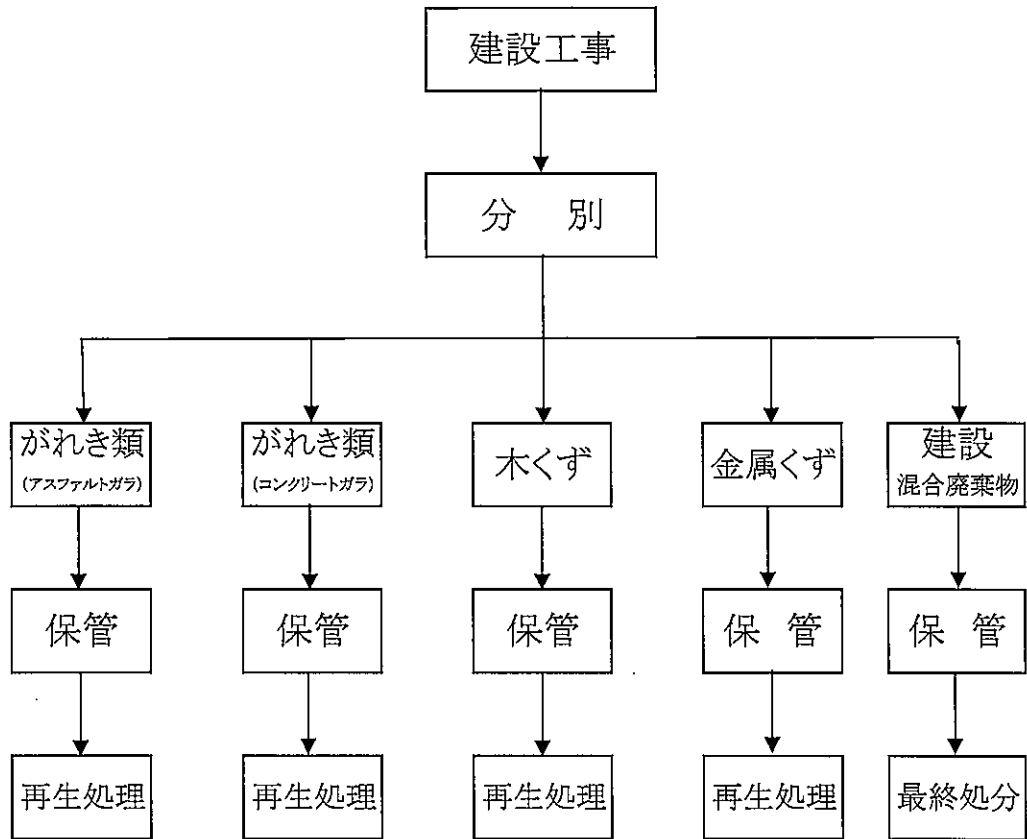 建設工事
分 別
がれき類
(アスファルトガラ)
がれき類
(コンクリートガラ)
木くず
金属くず
建設
混合廃棄物
保管
保管
保管
保 管
保 管
再生処理
再生処理
再生処理
再生処理
最終処分